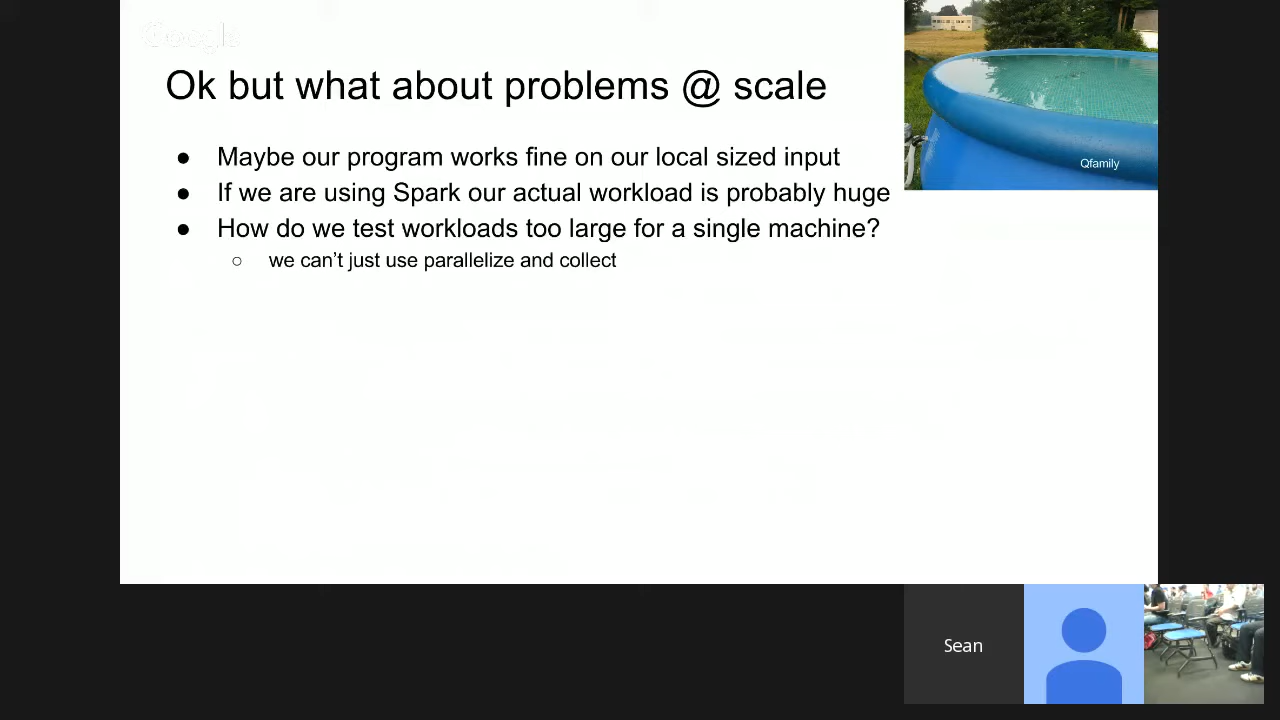 Google
Ok but what about problems @ scale
● Maybe our program works fine on our local sized input
● If we are using Spark our actual workload is probably huge
● How do we test workloads too large for a single machine?
○ we can’t just use parallelize and collect
Qfamily
Sean